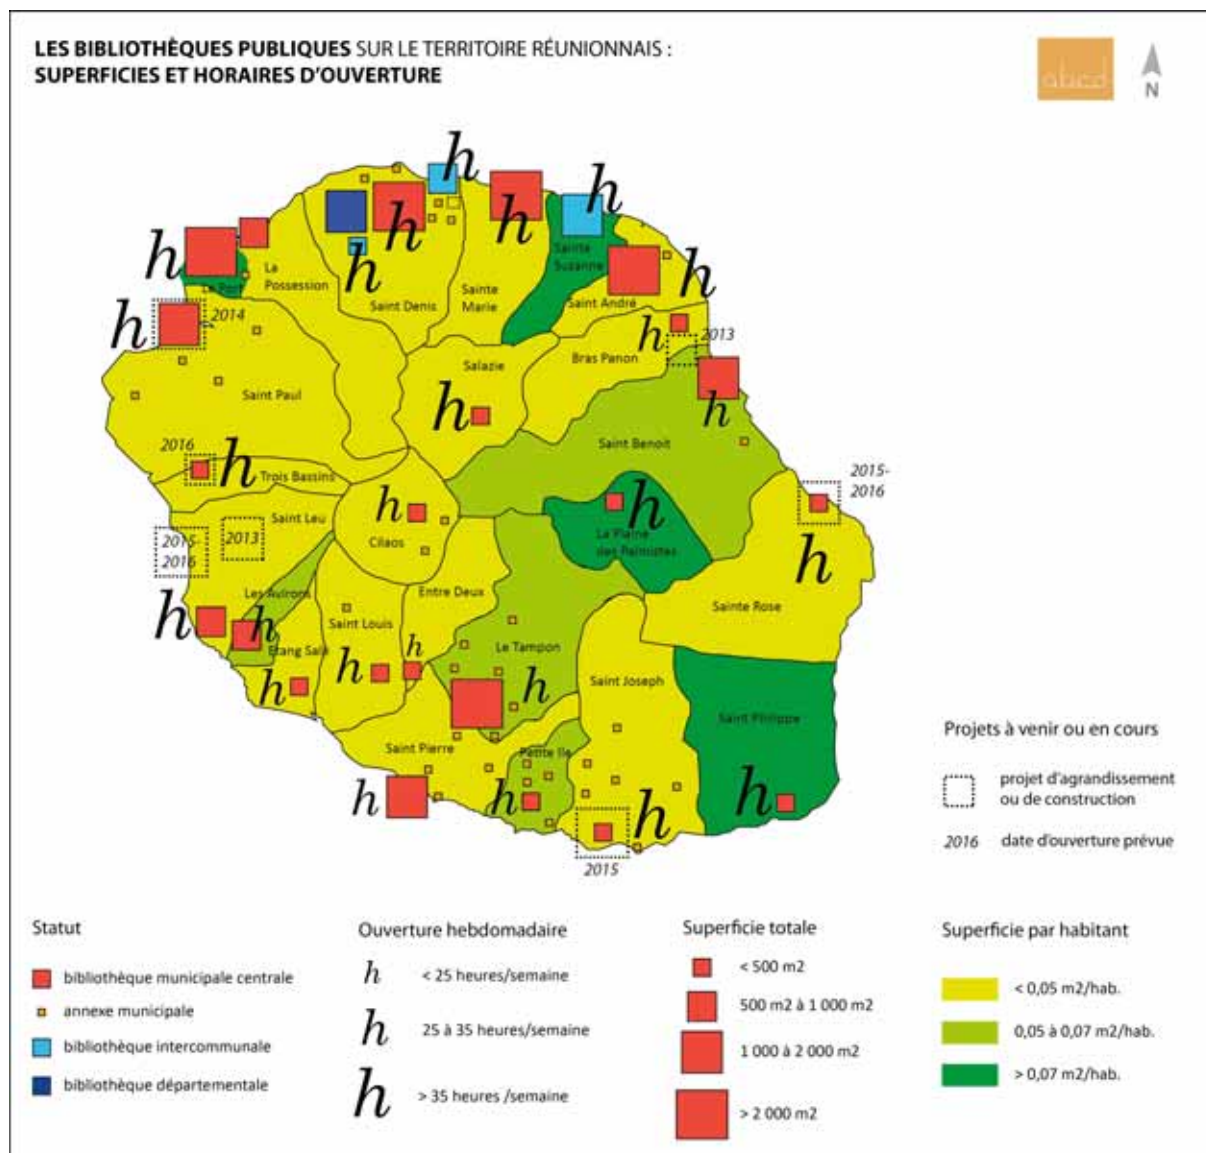 LES BIBLIOTHÈQUES PUBLIQUES SUR LE TERRITOIRE RÉUNIONNAIS :
SUPERFICIES ET HORAIRES D'OUVERTURE
abcd
N
h
h
h
h
h
h
h
h
Sainte
Suzanne
Le Port
La
Possession
Saint Denis
Sainte
Marie
Saint André
2014
h
h
2013
Bras Panon
Salazie
Saint Paul
h
h
Saint Benoit
2016
h
Trois Bassins
2015-
2016
h
h
La Plaine
des Palmistes
Saint Leu
2013
2015-
2016
Cilaos
h
Entre Deux
Sainte Rose
Les Avirons
h
h
Saint Louis
Etang Salé
h
h
h
Le Tampon
h
Saint Joseph
Saint Philippe
Saint Pierre
Petite Ile
h
h
h
h
2015
Projets à venir ou en cours
projet d'agrandissement
ou de construction
2016 date d'ouverture prévue
Statut
bibliothèque municipale centrale
annexe municipale
bibliothèque intercommunale
bibliothèque départementale
Ouverture hebdomadaire
h < 25 heures/semaine
h 25 à 35 heures/semaine
h > 35 heures /semaine
Superficie totale
< 500 m2
500 m2 à 1 000 m2
1 000 à 2 000 m2
> 2 000 m2
Superficie par habitant
< 0,05 m2/hab.
0,05 à 0,07 m2/hab.
> 0,07 m2/hab.